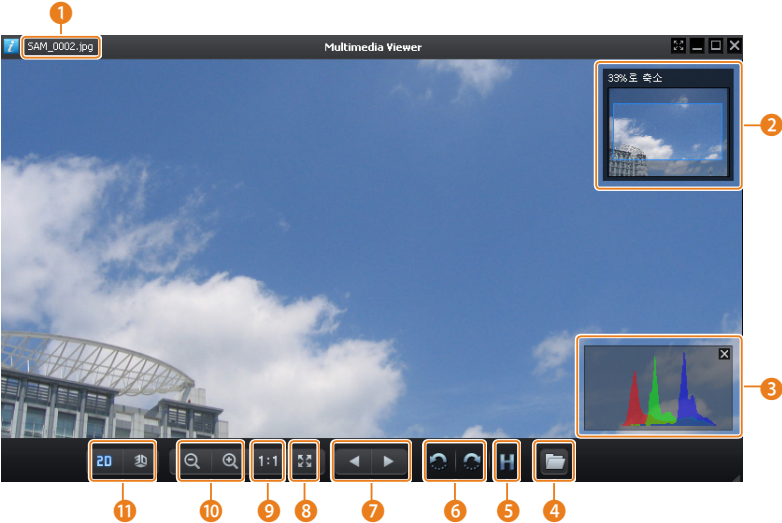 1
SAM_0002.jpg
Multimedia Viewer
33%로 축소
2
3
2D 3D 1:1 H
11 10 9 8 7 6 5 4